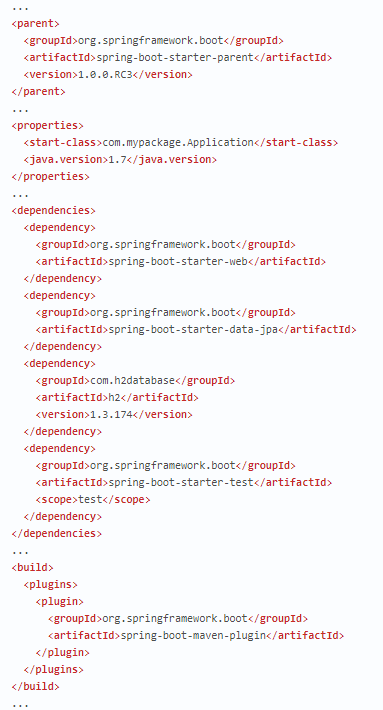 ...
<parent>
  <groupId>org.springframework.boot</groupId>
  <artifactId>spring-boot-starter-parent</artifactId>
  <version>1.0.0.RC3</version>
</parent>
...
<properties>
  <start-class>com.mypackage.Application</start-class>
  <java.version>1.7</java.version>
</properties>
...
<dependencies>
  <dependency>
    <groupId>org.springframework.boot</groupId>
    <artifactId>spring-boot-starter-web</artifactId>
  </dependency>
  <dependency>
    <groupId>org.springframework.boot</groupId>
    <artifactId>spring-boot-starter-data-jpa</artifactId>
  </dependency>
  <dependency>
    <groupId>com.h2database</groupId>
    <artifactId>h2</artifactId>
    <version>1.3.174</version>
  </dependency>
  <dependency>
    <groupId>org.springframework.boot</groupId>
    <artifactId>spring-boot-starter-test</artifactId>
    <scope>test</scope>
  </dependency>
</dependencies>
...
<build>
  <plugins>
    <plugin>
      <groupId>org.springframework.boot</groupId>
      <artifactId>spring-boot-maven-plugin</artifactId>
    </plugin>
  </plugins>
</build>
...